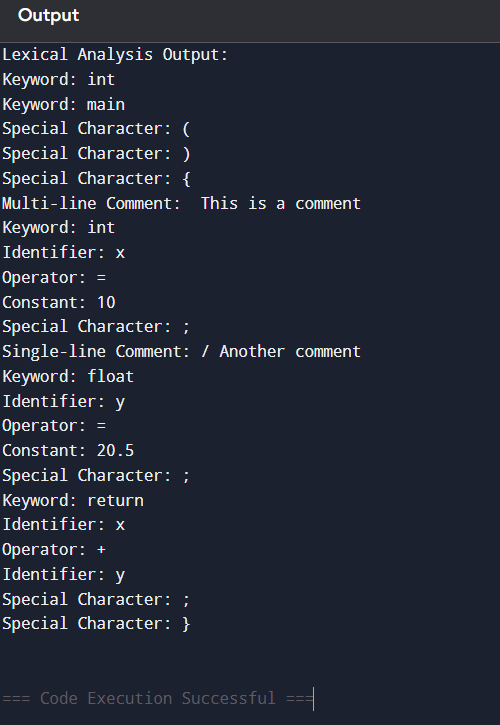 Output
Lexical Analysis Output:
Keyword: int
Keyword: main
Special Character: (
Special Character: )
Special Character: {
Multi-line Comment:  This is a comment
Keyword: int
Identifier: x
Operator: =
Constant: 10
Special Character: ;
Single-line Comment: / Another comment
Keyword: float
Identifier: y
Operator: =
Constant: 20.5
Special Character: ;
Keyword: return
Identifier: x
Operator: +
Identifier: y
Special Character: ;
Special Character: }
=== Code Execution Successful ===